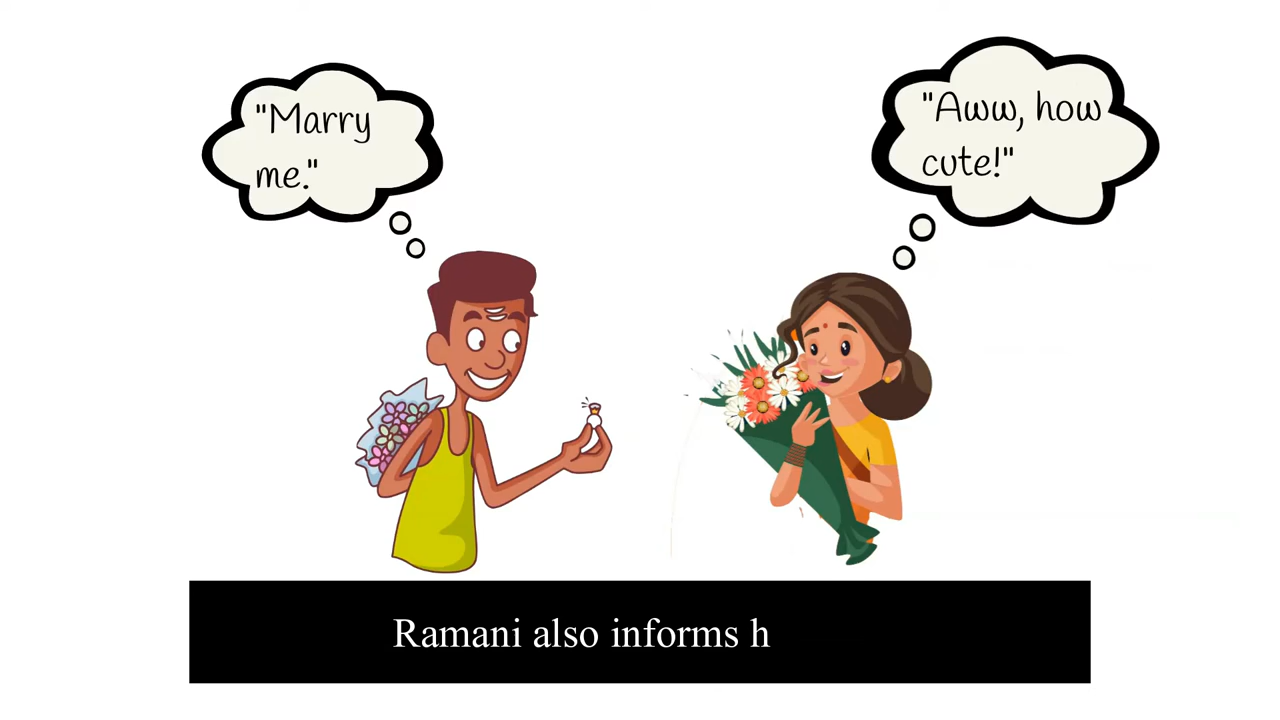 "Marry
me."
"Aww, how
cute!"
Ramani also informs h